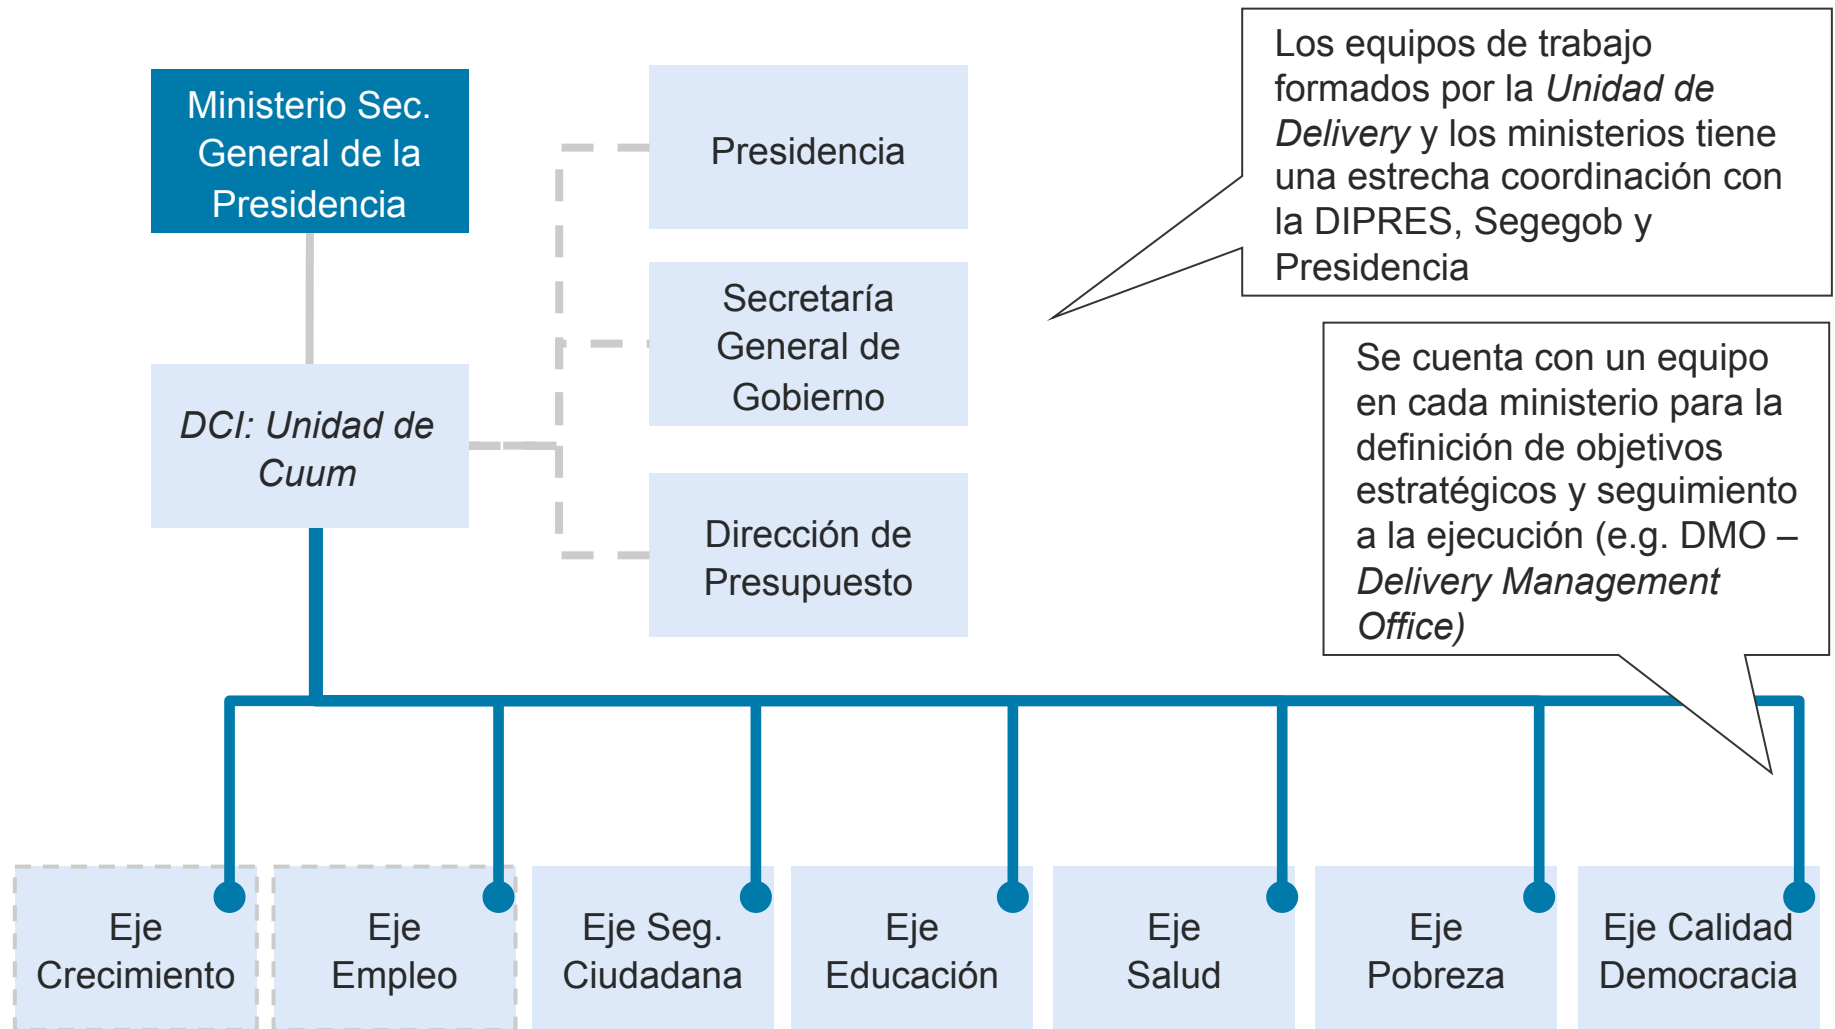 Ministerio Sec.
General de la
Presidencia
Presidencia
Los equipos de trabajo
formados por la Unidad de
Delivery y los ministerios tiene
una estrecha coordinación con
la DIPRES, Segegob y
Presidencia
Secretaría
General de
Gobierno
DCI: Unidad de
Cuum
Dirección de
Presupuesto
Se cuenta con un equipo
en cada ministerio para la
definición de objetivos
estratégicos y seguimiento
a la ejecución (e.g. DMO –
Delivery Management
Office)
Eje
Crecimiento
Eje
Empleo
Eje Seg.
Ciudadana
Eje
Educación
Eje
Salud
Eje
Pobreza
Eje Calidad
Democracia